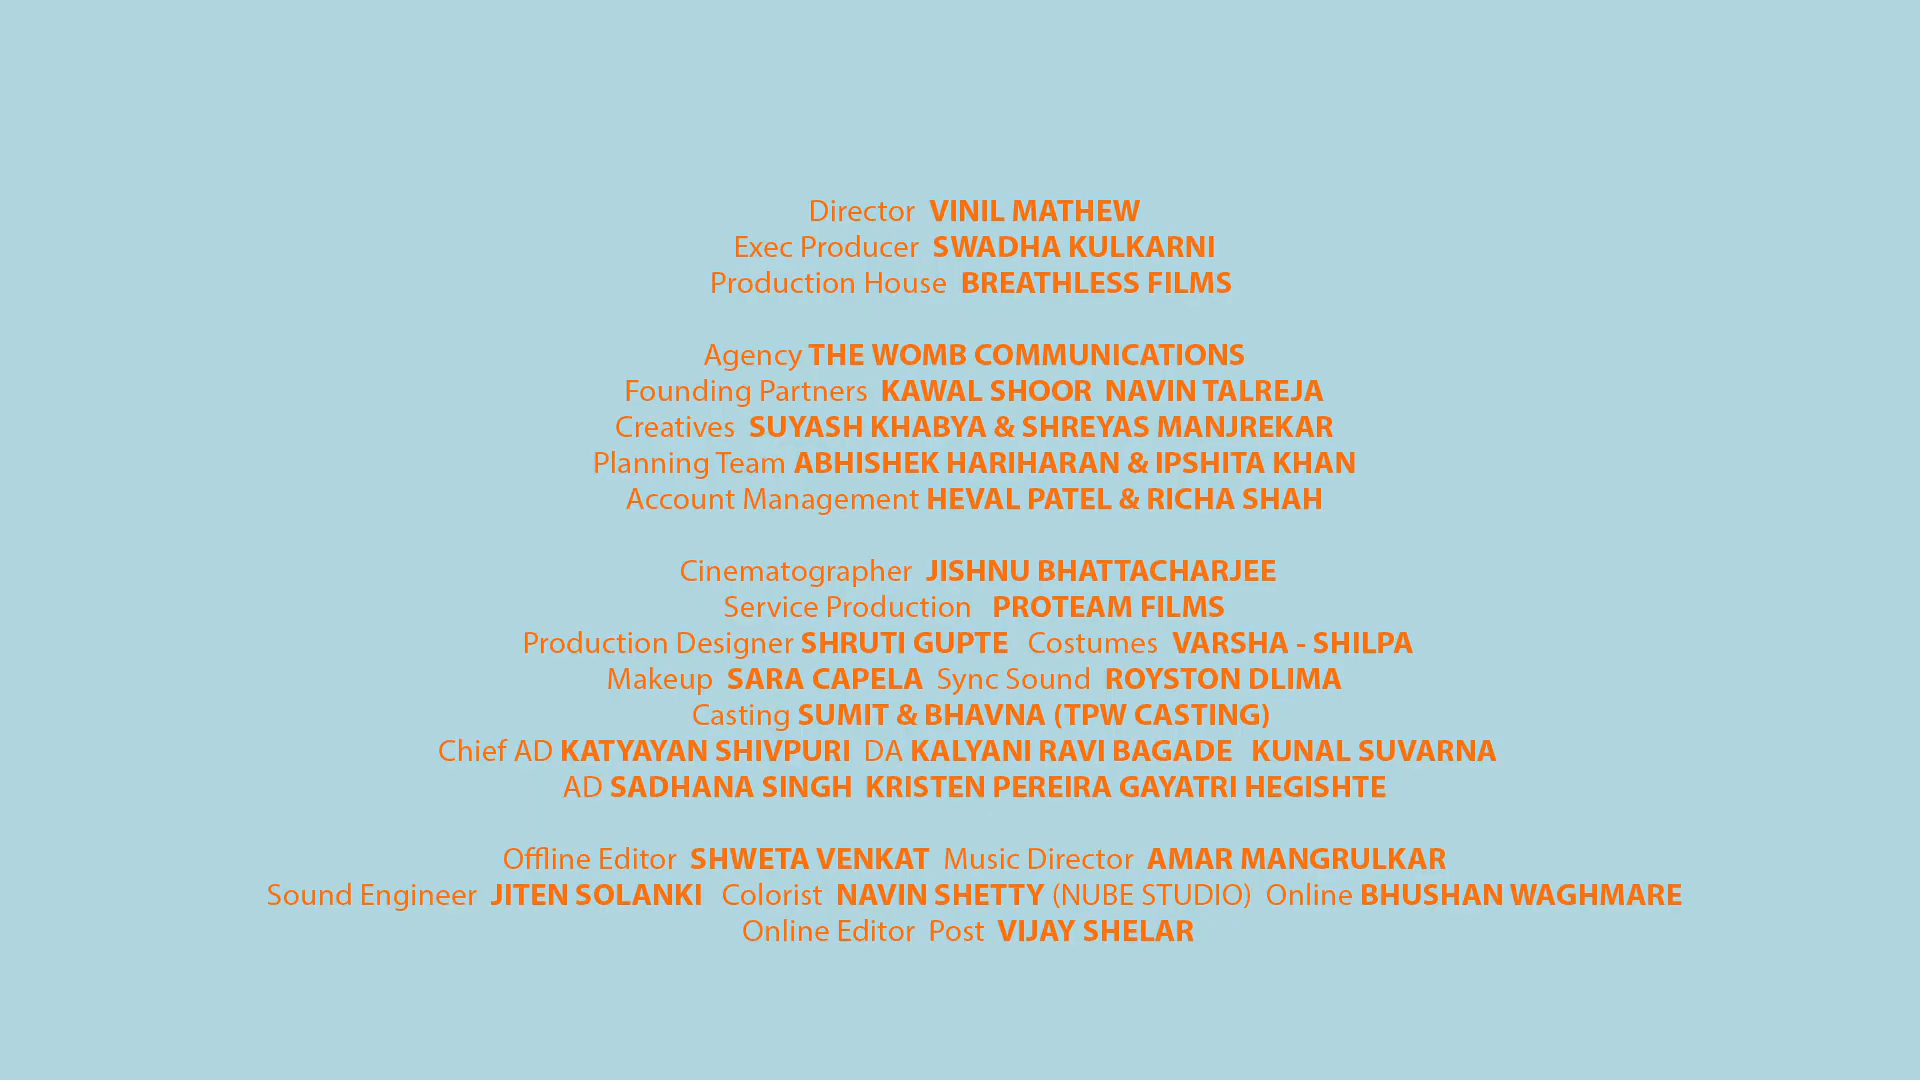 Director VINIL MATHEW
Exec Producer SWADHA KULKARNI
Production House BREATHLESS FILMS
Agency THE WOMB COMMUNICATIONS
Founding Partners KAWAL SHOOR NAVIN TALREJA
Creatives SUYASH KHABYA & SHREYAS MANJREKAR
Planning Team ABHISHEK HARIHARAN & IPSHITA KHAN
Account Management HEVAL PATEL & RICHA SHAH
Cinematographer JISHNU BHATTACHARJEE
Service Production PROTEAM FILMS
Production Designer SHRUTI GUPTE Costumes VARSHA - SHILPA
Makeup SARA CAPELA Sync Sound ROYSTON DLIMA
Casting SUMIT & BHAVNA (TPW CASTING)
Chief AD KATYAYAN SHIVPURI DA KALYANI RAVI BAGADE KUNAL SUVARNA
AD SADHANA SINGH KRISTEN PEREIRA GAYATRI HEGISHTE
Offline Editor SHWETA VENKAT Music Director AMAR MANGRULKAR
Sound Engineer JITEN SOLANKI Colorist NAVIN SHETTY (NUBE STUDIO) Online BHUSHAN WAGHMARE
Online Editor Post VIJAY SHELAR